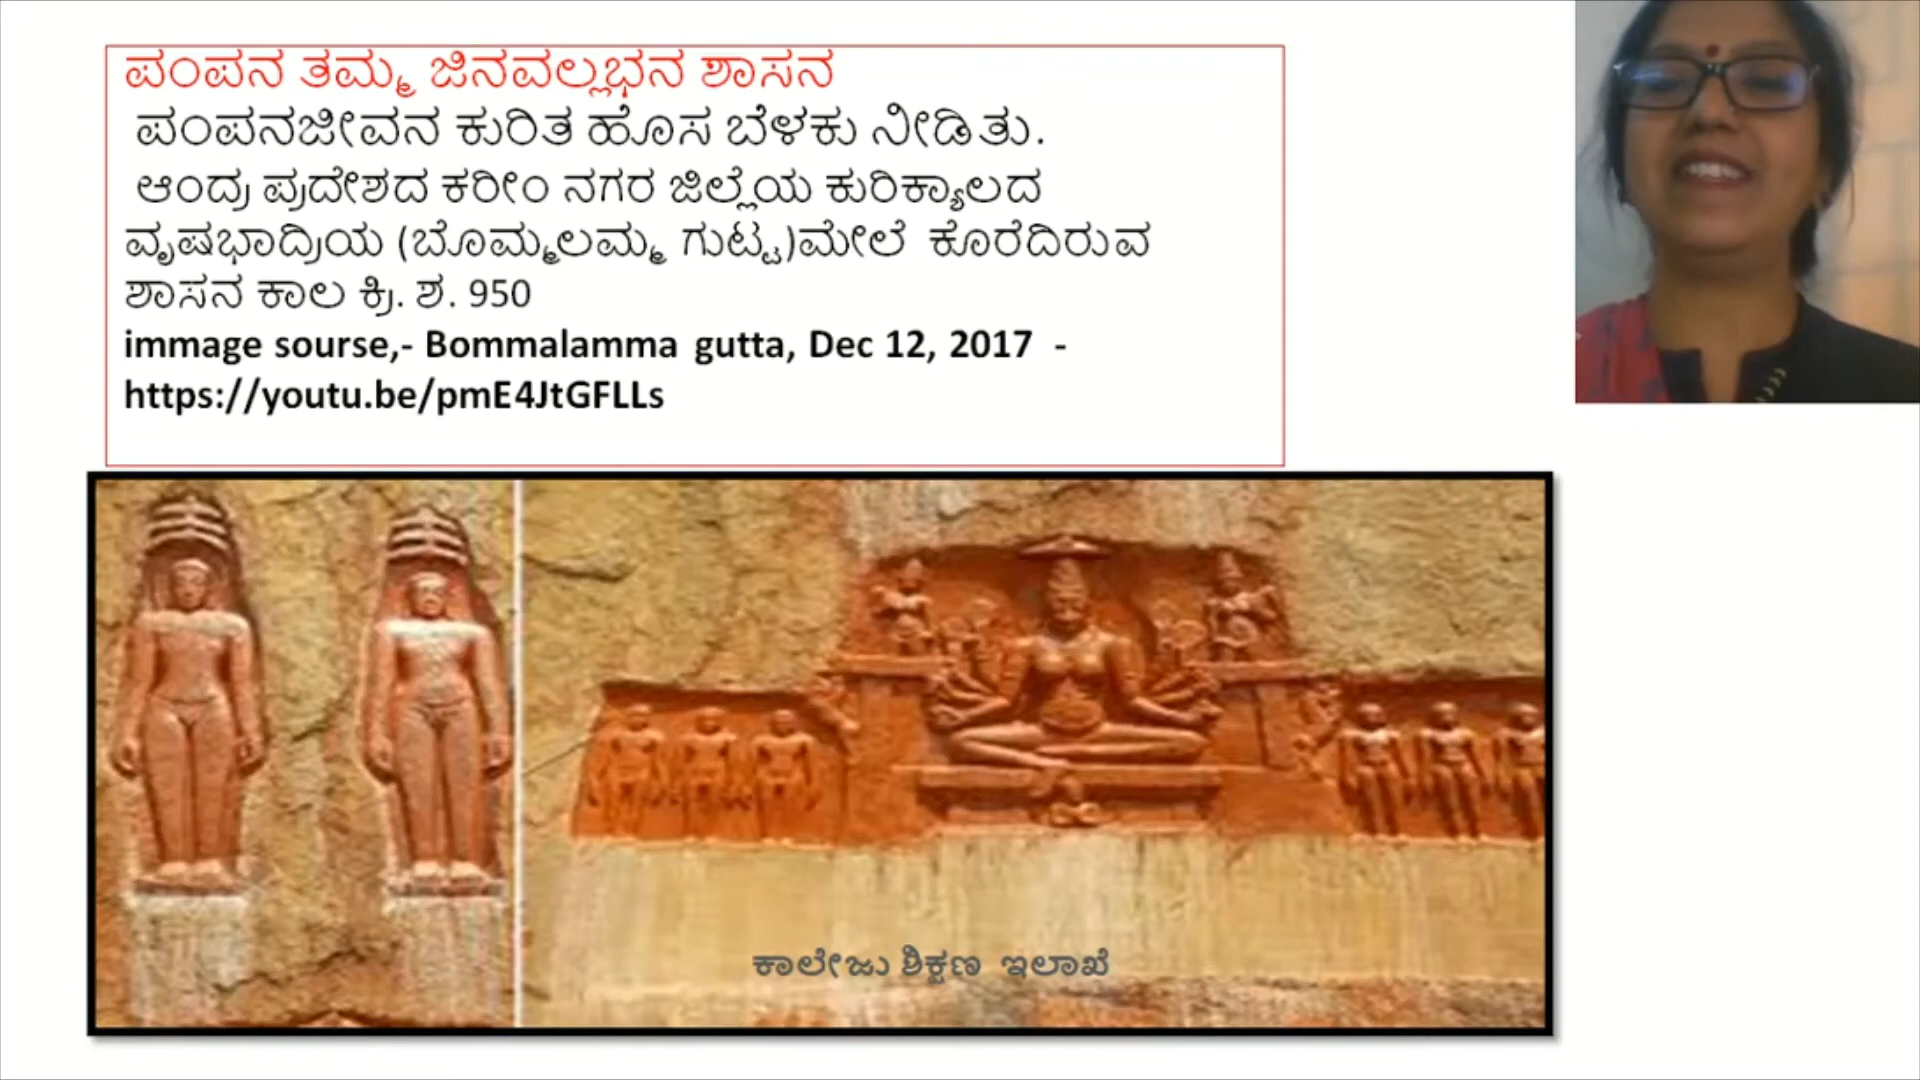 ಪಂಪನ ತಮ್ಮ ಜಿನವಲ್ಲಭನ ಶಾಸನ
ಪಂಪನಜೀವನ ಕುರಿತ ಹೊಸ ಬೆಳಕು ನೀಡಿತು.
ಆಂದ್ರ ಪ್ರದೇಶದ ಕರೀಂ ನಗರ ಜಿಲ್ಲೆಯ ಕುರಿಕ್ಯಾಲದ
ವೃಷಭಾದ್ರಿಯ (ಬೊಮ್ಮಲಮ್ಮ ಗುಟ್ಟ)ಮೇಲೆ ಕೊರೆದಿರುವ
ಶಾಸನ ಕಾಲ ಕ್ರಿ. ಶ. 950
immage sourse,- Bommalamma gutta, Dec 12, 2017 -
https://youtu.be/pmE4JtGFLLs
ಕಾಲೇಜು ಶಿಕ್ಷಣ ಇಲಾಖೆ